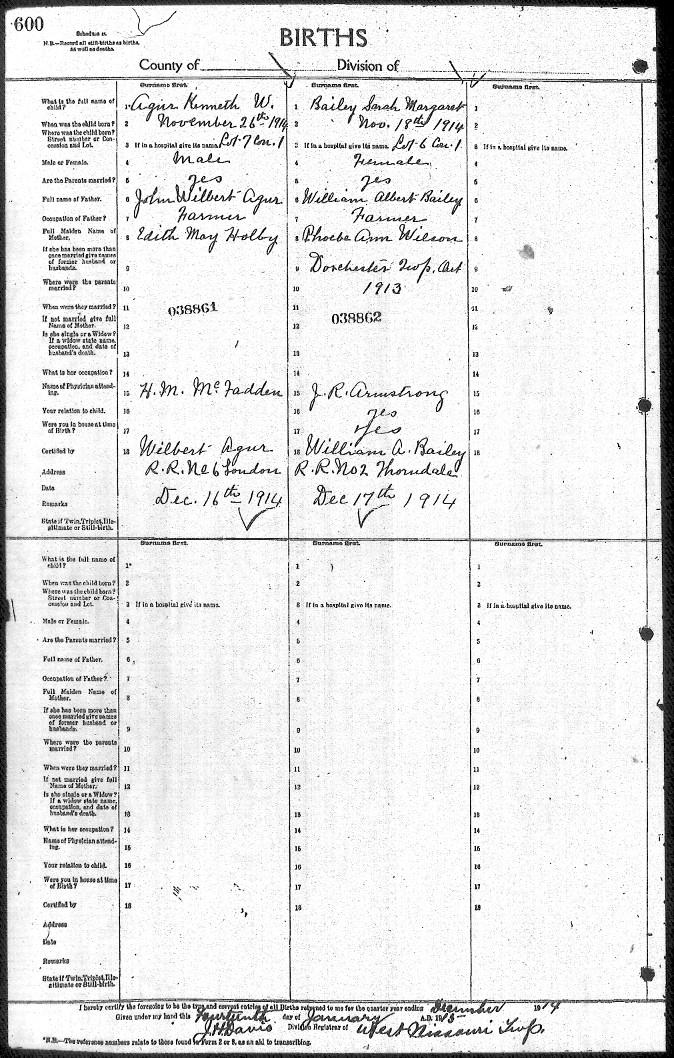 600
Schedule A.
N.B.—Record all still-births as births, as well as deaths.
BIRTHS
County of
Division of
Surname first.
Surname first.
Surname first.
What is the full name of child?
1 Agur Kenneth W.
1 Bailey Sarah Margaret
1
When was the child born?
2 November 26th 1914
2 Nov. 18th 1914
2
Where was the child born? Street number or Concession and Lot.
3 If in a hospital give its name. Lot 7 Con. 1
3 If in a hospital give its name. Lot 6 Con. 1
3 If in a hospital give its name.
Male or Female.
4 Male
4 Female
4
Are the Parents married?
5 yes
5 yes
5
Full name of Father.
6 John Wilbert Agur
6 William Albert Bailey
6
Occupation of Father?
7 Farmer
7 Farmer
7
Full Maiden Name of Mother.
8 Edith May Holby
8 Phoebe Ann Wilson
8
If she has been more than once married give names of former husband or husbands.
9
9 Dorchester Twp. Ont
9
Where were the parents married?
10
10 1913
10
When were they married?
11 038861
11 038862
11
If not married give full Name of Mother.
12
12
12
Is she single or a Widow? If a widow state name, occupation, and date of husband's death.
13
13
13
What is her occupation?
14
14
14
Name of Physician attending.
15 H. M. McFadden
15 J. R. Armstrong
15
Your relation to child.
16
16 yes
16
Were you in house at time of Birth?
17
17 yes
17
Certified by
18 Wilbert Agur
18 William A. Bailey
18
Address
R.R. No 6 London
R.R. No 2 Thorndale
Date
Remarks
Dec. 16th 1914
Dec 17th 1914
State if Twin, Triplet, Illegitimate or Still-birth.
Surname first.
Surname first.
Surname first.
What is the full name of child?
1
1
1
When was the child born?
2
2
2
Where was the child born? Street number or Concession and Lot.
3 If in a hospital give its name.
3 If in a hospital give its name.
3 If in a hospital give its name.
Male or Female.
4
4
4
Are the Parents married?
5
5
5
Full name of Father.
6
6
6
Occupation of Father?
7
7
7
Full Maiden Name of Mother.
8
8
8
If she has been more than once married give names of former husband or husbands.
9
9
9
Where were the parents married?
10
10
10
When were they married?
11
11
11
If not married give full Name of Mother.
12
12
12
Is she single or a Widow? If a widow state name, occupation, and date of husband's death.
13
13
13
What is her occupation?
14
14
14
Name of Physician attending.
15
15
15
Your relation to child.
16
16
16
Were you in house at time of Birth?
17
17
17
Certified by
18
18
18
Address
Date
Remarks
State if Twin, Triplet, Illegitimate or Still-birth.
I hereby certify the foregoing to be the true and correct entries of all Births returned to me for the quarter year ending December 1914
Given under my hand this Fourteenth day of January A.D. 1915
J. H. Davis Division Registrar of West Nissouri Twp.
*N.B.—The reference numbers relate to those found in Form 2 or 8, as an aid to transcribing.